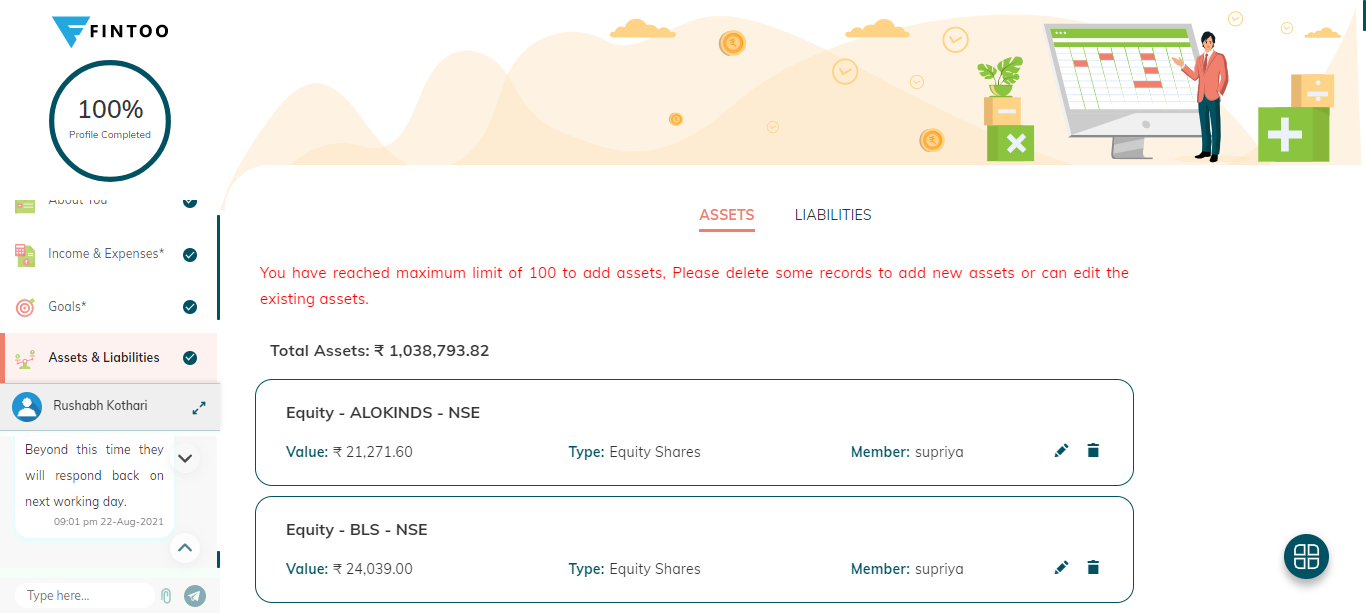 FINTOO
100%
Profile Completed
About You
Income & Expenses*
Goals*
Assets & Liabilities
Rushabh Kothari
Beyond this time they
will respond back on
next working day.
09:01 pm 22-Aug-2021
Type here...
ASSETS LIABILITIES
You have reached maximum limit of 100 to add assets, Please delete some records to add new assets or can edit the
existing assets.
Total Assets: ₹ 1,038,793.82
Equity - ALOKINDS - NSE
Value: ₹ 21,271.60 Type: Equity Shares Member: supriya
Equity - BLS - NSE
Value: ₹ 24,039.00 Type: Equity Shares Member: supriya